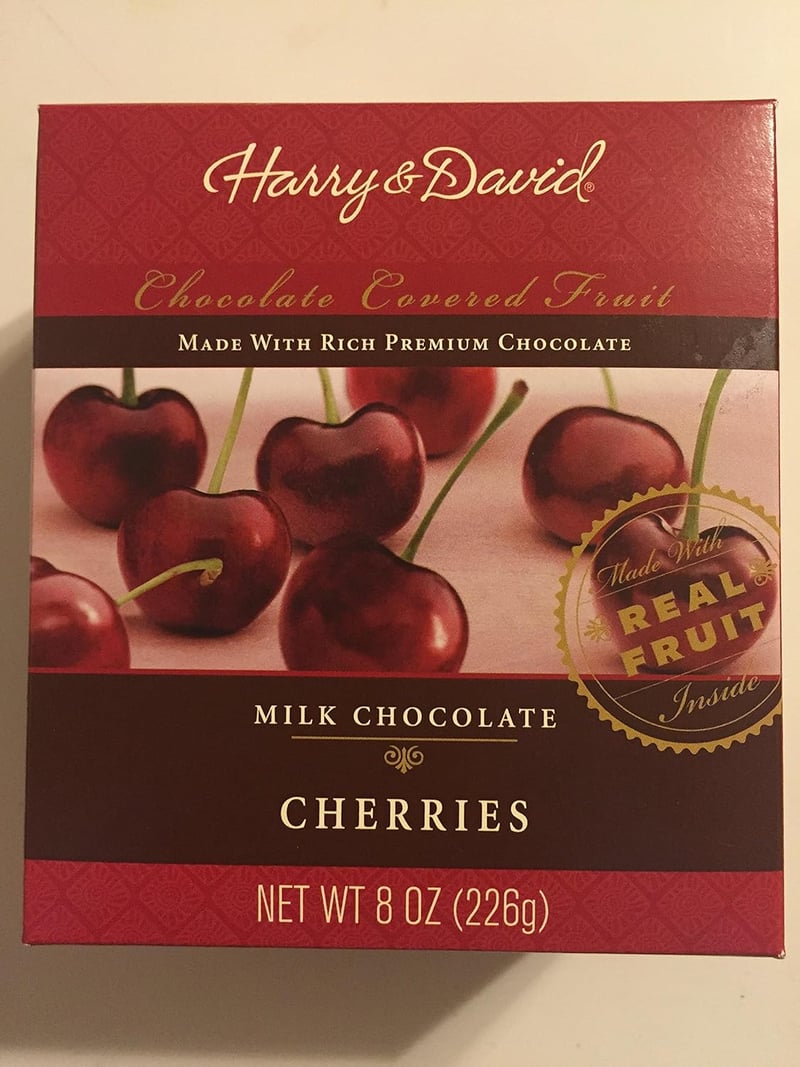 Harry & David®
Chocolate Covered Fruit
Made With Rich Premium Chocolate
Made With
REAL
FRUIT
Inside
MILK CHOCOLATE
CHERRIES
NET WT 8 OZ (226g)